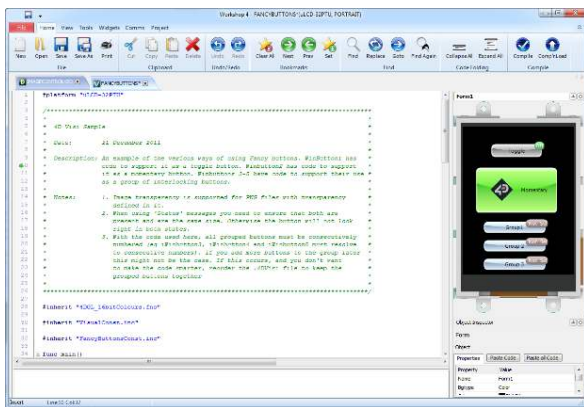 Workshop 4 - FANCYBUTTONS*(uLCD-32PTU, PORTRAIT)
File Home View Tools Widgets Comms Project
New Open Save Save As Print Cut Copy Paste Delete Undo Redo Clear All Next Prev Set Find Replace Goto Find Again Collapse All Expand All Compile Comp'nLoad
File Clipboard Undo/Redo Bookmarks Find Code Folding Compile
FANCYBUTTONS*
#platform "uLCD-32PTU"
4D Visi Sample
Date: 21 December 2011
Description: An example of the various ways of using Fancy buttons. WinButton1 has
code to support it as a toggle button. WinButton2 has code to support
it as a momentary button. Winbuttons 3-5 have code to support their use
as a group of interlocking buttons.
Notes: 1. Image transparency is supported for PNG files with transparency
defined in it.
2. When using 'Status' messages you need to ensure that both are
present and are the same size. Otherwise the button will not look
right in both states.
3. With the code used here, all grouped buttons must be consecutively
numbered (eg iWinbutton3, iWinbutton4 and iWinbutton5 must resolve
to consecutive numbers). If you add more buttons to the group later
this might not be the case. If this occurs, and you don't want
to make the code smarter, reorder the .4DViSi file to keep the
grouped buttons together
#inherit "4DGL_16bitColours.fnc"
#inherit "VisualConst.inc"
#inherit "FancyButtonsConst.inc"
func main()
Form1
Toggle
4D
Momentary
Group 1
Group 2
Group 3
Object Inspector
Form
Object
Properties Paste Code Paste all Code
Property Value
Name Form1
Bgtype Color
Insert